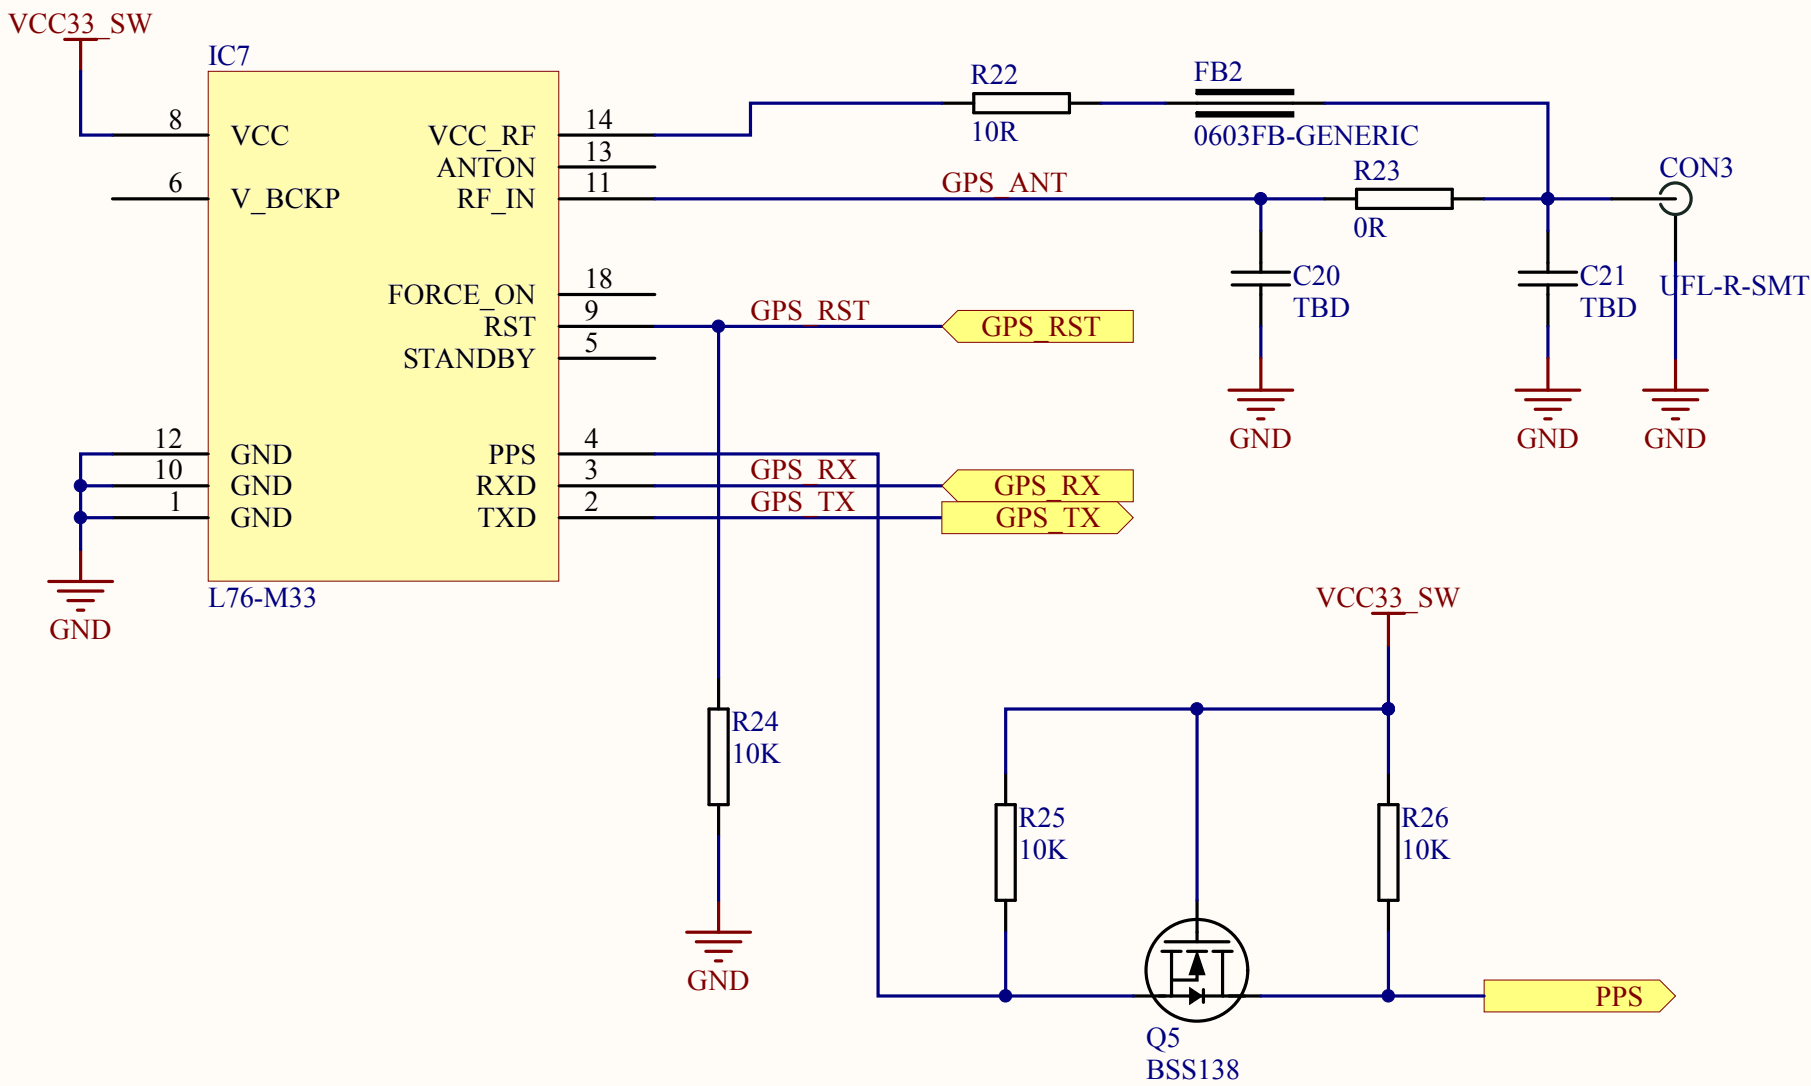 VCC33_SW
IC7
8
VCC
6
V_BCKP
12
GND
10
GND
1
GND
GND
L76-M33
VCC_RF
14
ANTON
13
RF_IN
11
FORCE_ON
18
RST
9
STANDBY
5
PPS
4
RXD
3
TXD
2
R22
10R
FB2
0603FB-GENERIC
GPS_ANT
R23
0R
CON3
UFL-R-SMT
C20
TBD
C21
TBD
GND
GND
GND
GPS_RST
GPS_RST
GPS_RX
GPS_RX
GPS_TX
GPS_TX
R24
10K
GND
VCC33_SW
R25
10K
R26
10K
Q5
BSS138
PPS